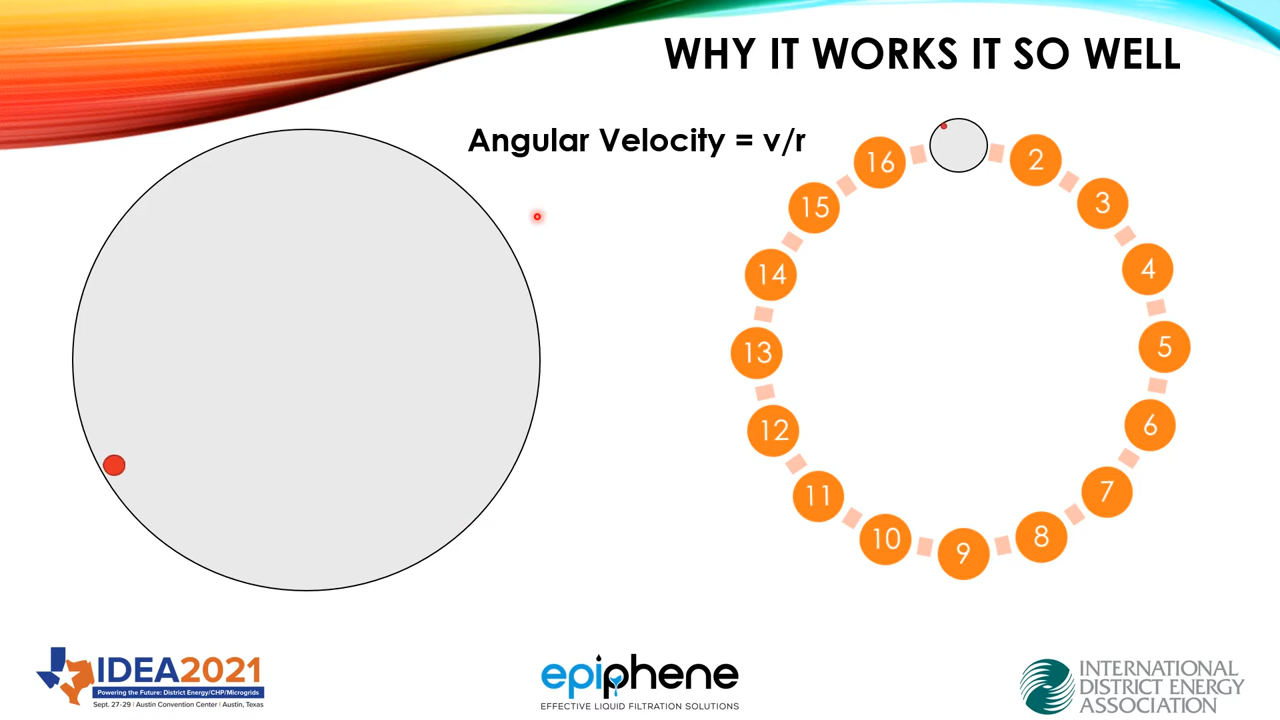 WHY IT WORKS IT SO WELL
Angular Velocity = v/r
2
3
4
5
6
7
8
9
10
11
12
13
14
15
16
IDEA2021
Powering the Future: District Energy/CHP/Microgrids
Sept. 27-29 | Austin Convention Center | Austin, Texas
epiphene
EFFECTIVE LIQUID FILTRATION SOLUTIONS
INTERNATIONAL
DISTRICT ENERGY
ASSOCIATION